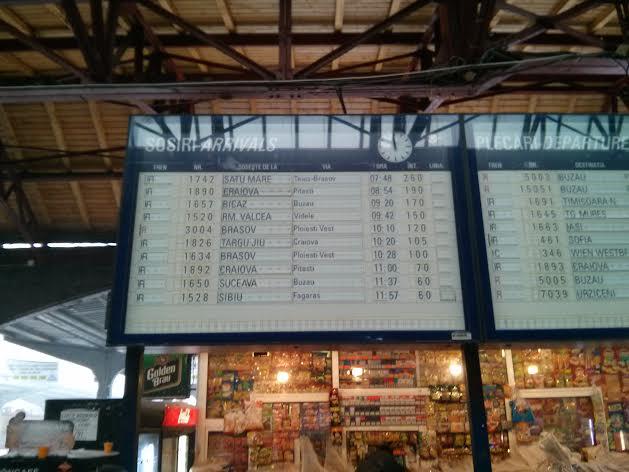 SOSIRI-ARRIVALS
TREN NR. SOSEȘTE DE LA VIA ORA INT. LINIA
IR 1742 SATU MARE Teius-Brasov 07:48 260
IR 1890 CRAIOVA Pitesti 08:54 190
IR 1657 BICAZ Buzau 09:20 170
IR 1520 RM. VALCEA Videle 09:42 150
R 3004 BRASOV Ploiesti Vest 10:10 120
IR 1826 TARGU JIU Craiova 10:20 105
IR 1634 BRASOV Ploiesti Vest 10:28 100
IR 1892 CRAIOVA Pitesti 11:00 70
IR 1650 SUCEAVA Buzau 11:37 60
IR 1528 SIBIU Fagaras 11:57 60
PLECARI-DEPARTURE
TREN NR. DESTINATIA
R 5003 BUZAU
R 15051 BUZAU
IR 1691 TIMISOARA N.
IR 1645 TG MURES
IR 1663 IASI
IR 461 SOFIA
IC 346 WIEN WESTBF
IR 1893 CRAIOVA
R 5005 BUZAU
R 7039 URZICENI
Golden
Brau